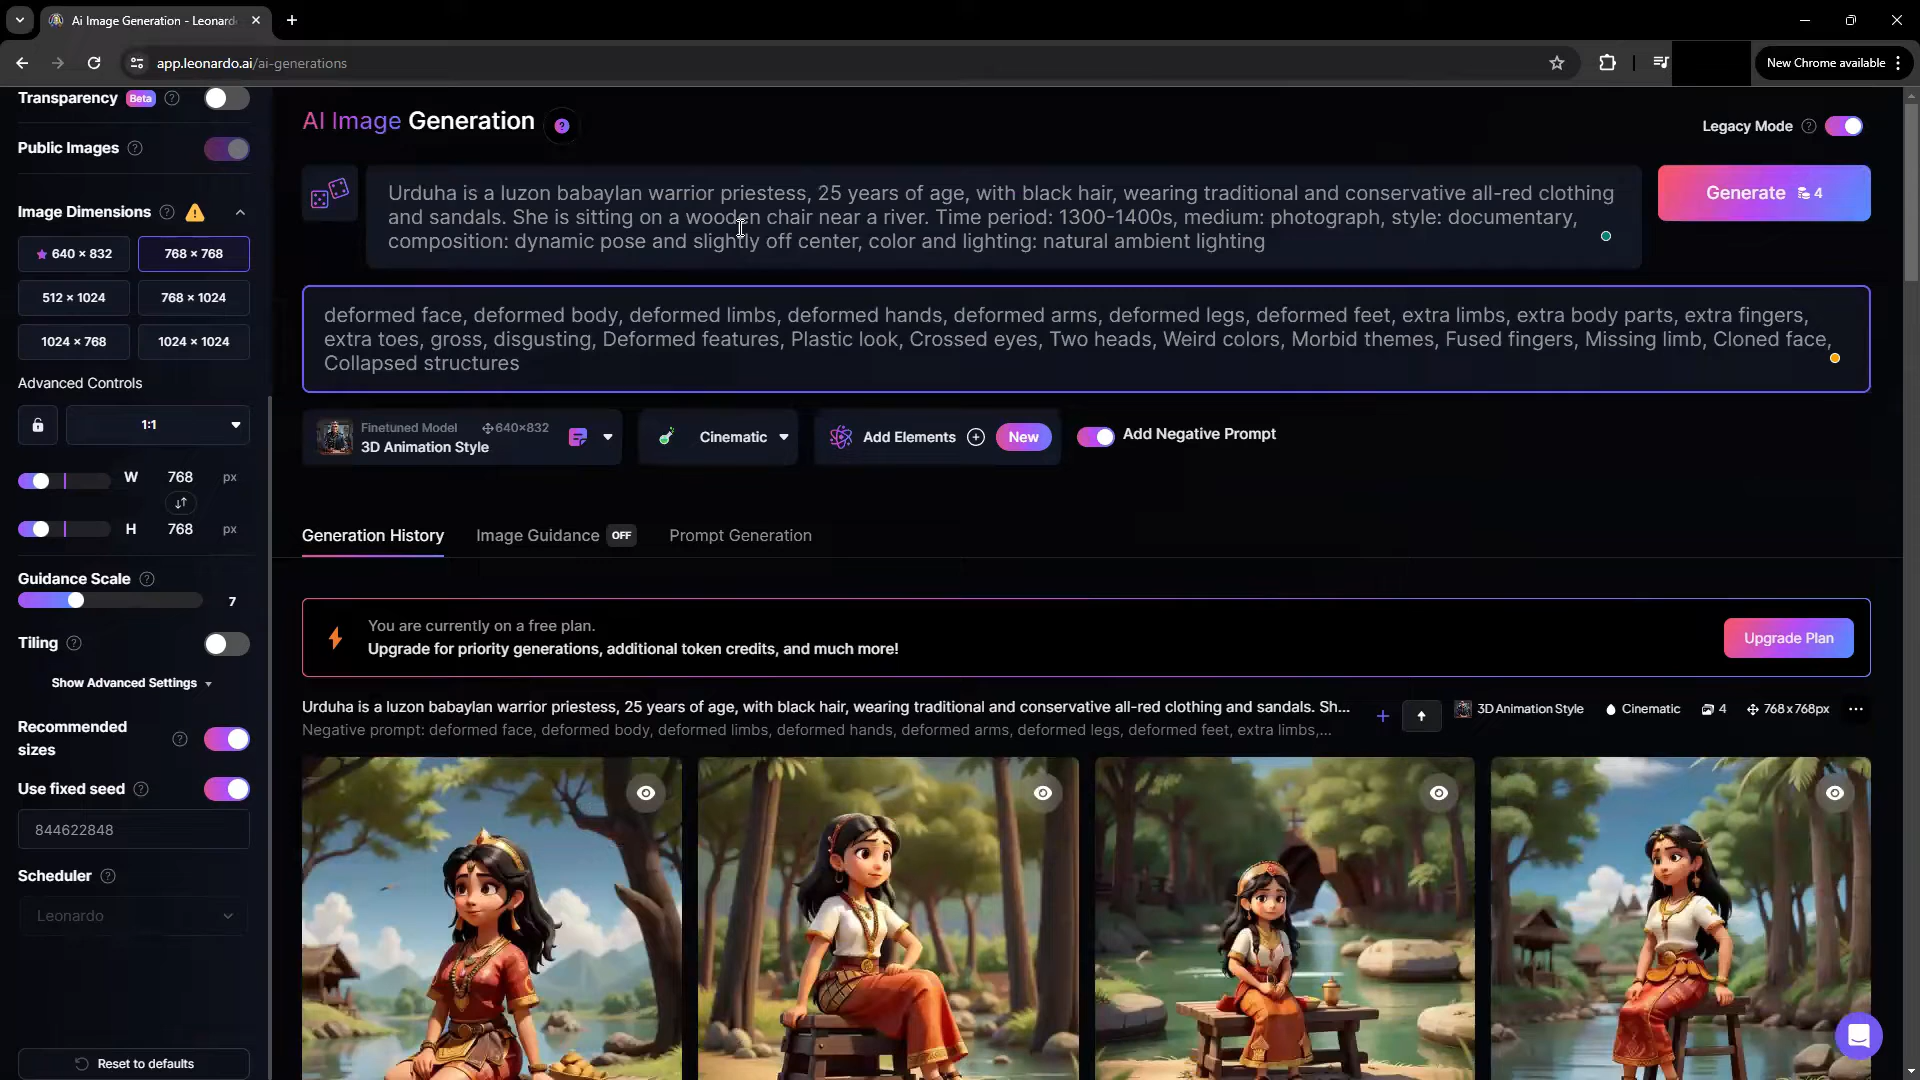 Ai Image Generation - Leonard
app.leonardo.ai/ai-generations
New Chrome available
Transparency Beta
Public Images
Image Dimensions
640 × 832
768 × 768
512 × 1024
768 × 1024
1024 × 768
1024 × 1024
Advanced Controls
1:1
W 768 px
H 768 px
Guidance Scale
7
Tiling
Show Advanced Settings
Recommended
sizes
Use fixed seed
844622848
Scheduler
Leonardo
Reset to defaults
AI Image Generation
Legacy Mode
Urduha is a luzon babaylan warrior priestess, 25 years of age, with black hair, wearing traditional and conservative all-red clothing
and sandals. She is sitting on a wooden chair near a river. Time period: 1300-1400s, medium: photograph, style: documentary,
composition: dynamic pose and slightly off center, color and lighting: natural ambient lighting
Generate 4
deformed face, deformed body, deformed limbs, deformed hands, deformed arms, deformed legs, deformed feet, extra limbs, extra body parts, extra fingers,
extra toes, gross, disgusting, Deformed features, Plastic look, Crossed eyes, Two heads, Weird colors, Morbid themes, Fused fingers, Missing limb, Cloned face,
Collapsed structures
Finetuned Model 640×832
3D Animation Style
Cinematic
Add Elements New
Add Negative Prompt
Generation History
Image Guidance OFF
Prompt Generation
You are currently on a free plan.
Upgrade for priority generations, additional token credits, and much more!
Upgrade Plan
Urduha is a luzon babaylan warrior priestess, 25 years of age, with black hair, wearing traditional and conservative all-red clothing and sandals. Sh...
Negative prompt: deformed face, deformed body, deformed limbs, deformed hands, deformed arms, deformed legs, deformed feet, extra limbs,...
3D Animation Style
Cinematic
4
768x768px